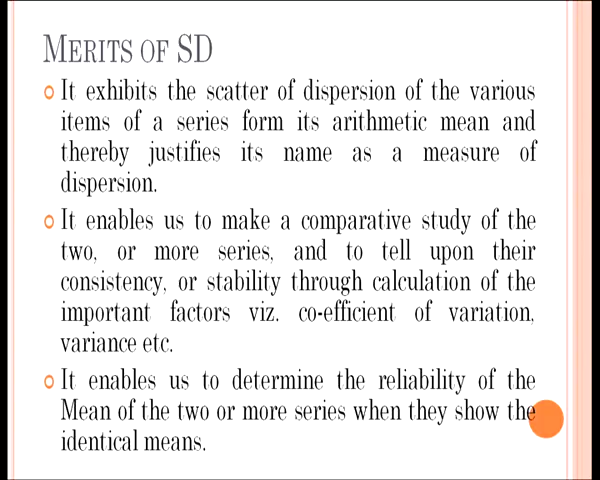 MERITS OF SD
It exhibits the scatter of dispersion of the various
items of a series form its arithmetic mean and
thereby justifies its name as a measure of
dispersion.
It enables us to make a comparative study of the
two, or more series, and to tell upon their
consistency, or stability through calculation of the
important factors viz. co-efficient of variation,
variance etc.
It enables us to determine the reliability of the
Mean of the two or more series when they show the
identical means.